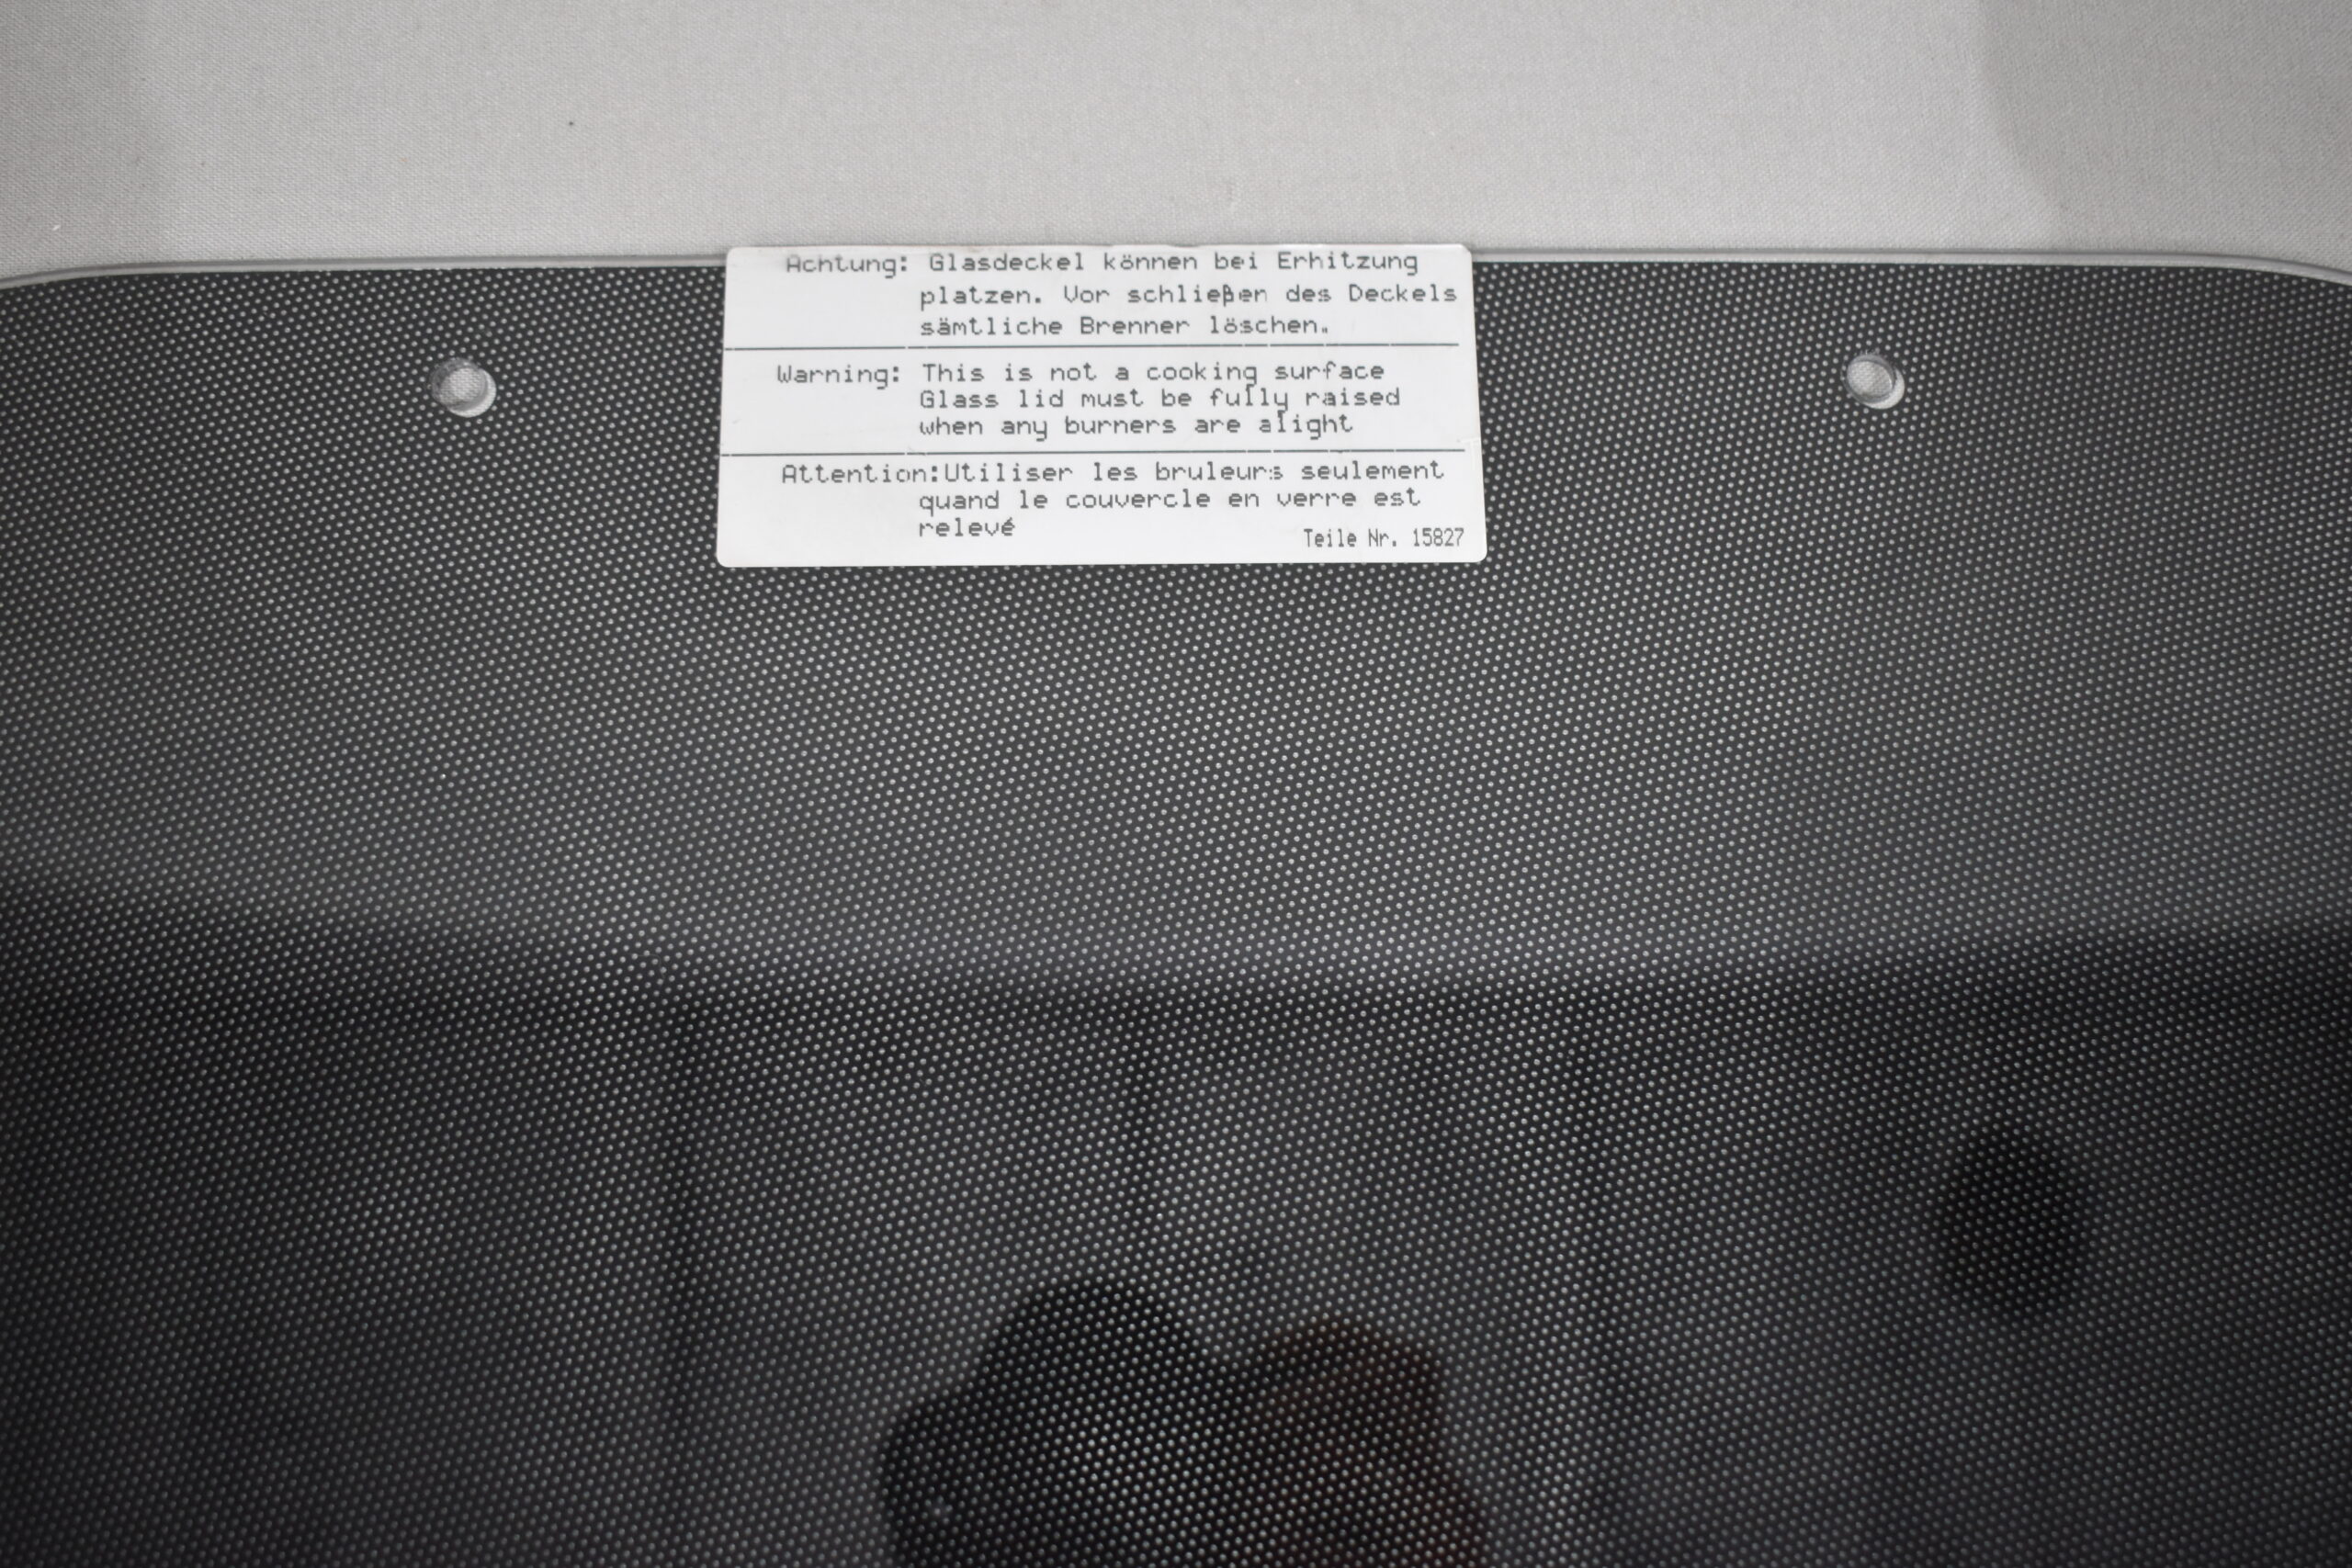 Achtung: Glasdeckel können bei Erhitzung
platzen. Vor schließen des Deckels
sämtliche Brenner löschen.
Warning: This is not a cooking surface
Glass lid must be fully raised
when any burners are alight
Attention:Utiliser les bruleurs seulement
quand le couvercle en verre est
relevé
Teile Nr. 15827